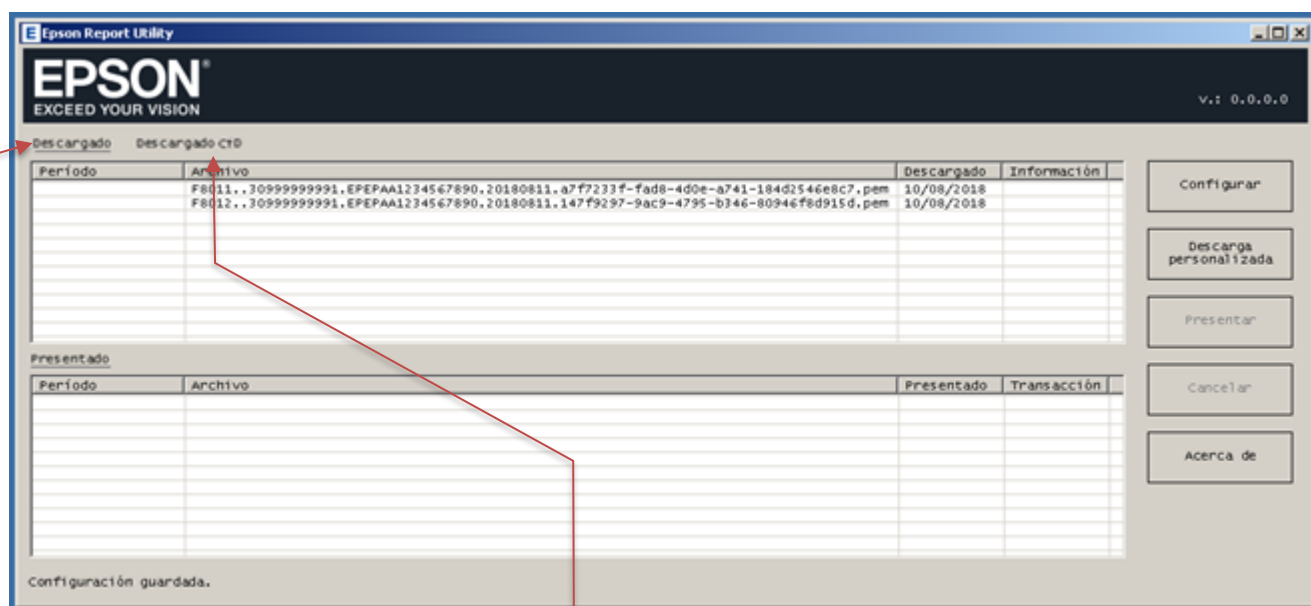 Epson Report Utility
EPSON
EXCEED YOUR VISION
v.: 0.0.0.0
Descargado Descargado CTD
Período Archivo Descargado Información
F8011..30999999991.EPEPAA1234567890.20180811.a7f7233f-fad8-4d0e-a741-184d2546e8c7.pem 10/08/2018
F8012..30999999991.EPEPAA1234567890.20180811.147f9297-9ac9-4795-b346-80946f8d915d.pem 10/08/2018
Configurar
Descarga
personalizada
Presentar
Presentado
Período Archivo Presentado Transacción
Cancelar
Acerca de
Configuración guardada.